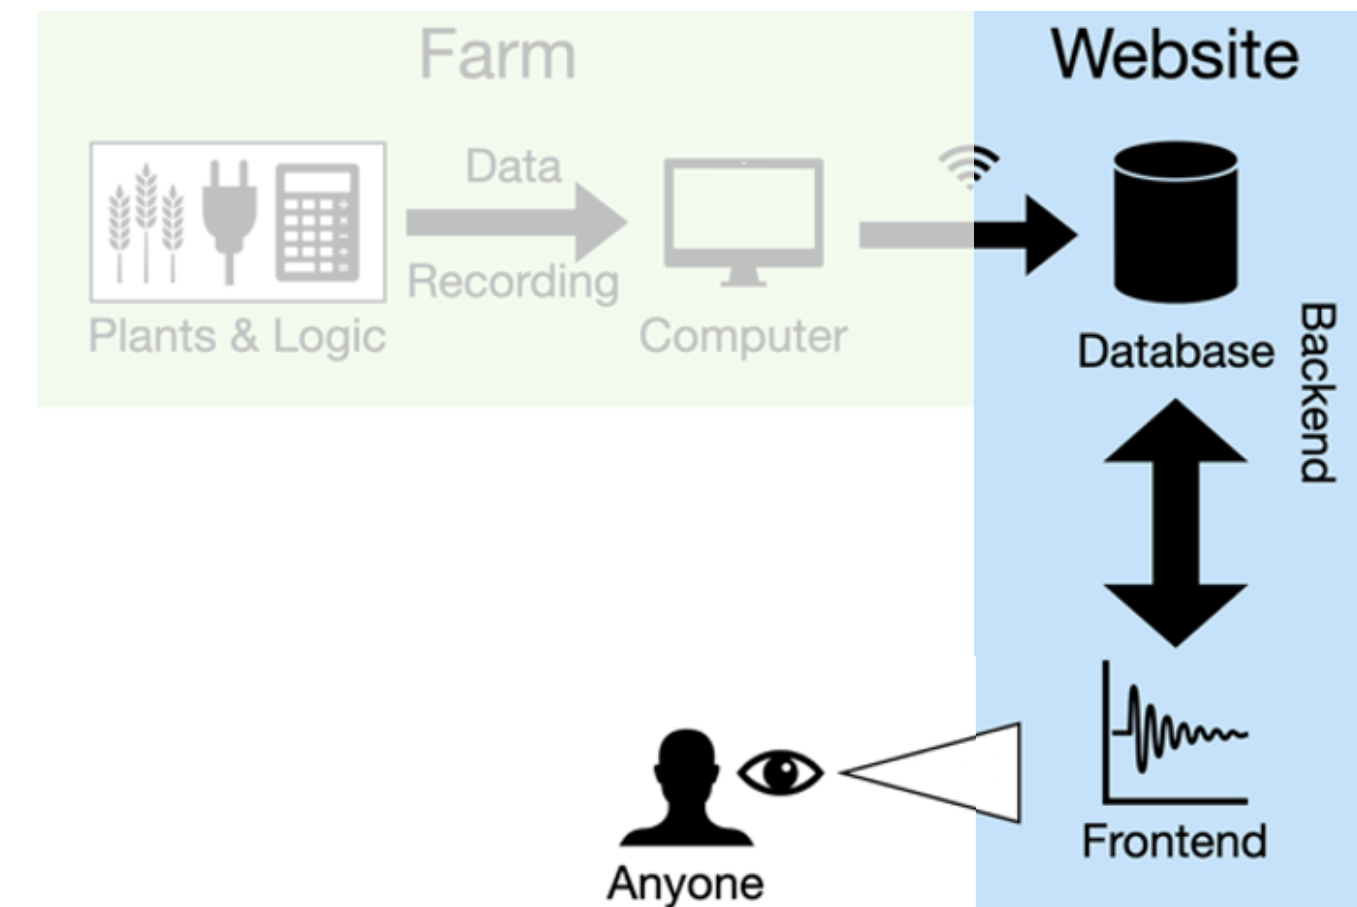 Farm
Website
Data
Recording
Plants & Logic
Computer
Database
Backend
Frontend
Anyone